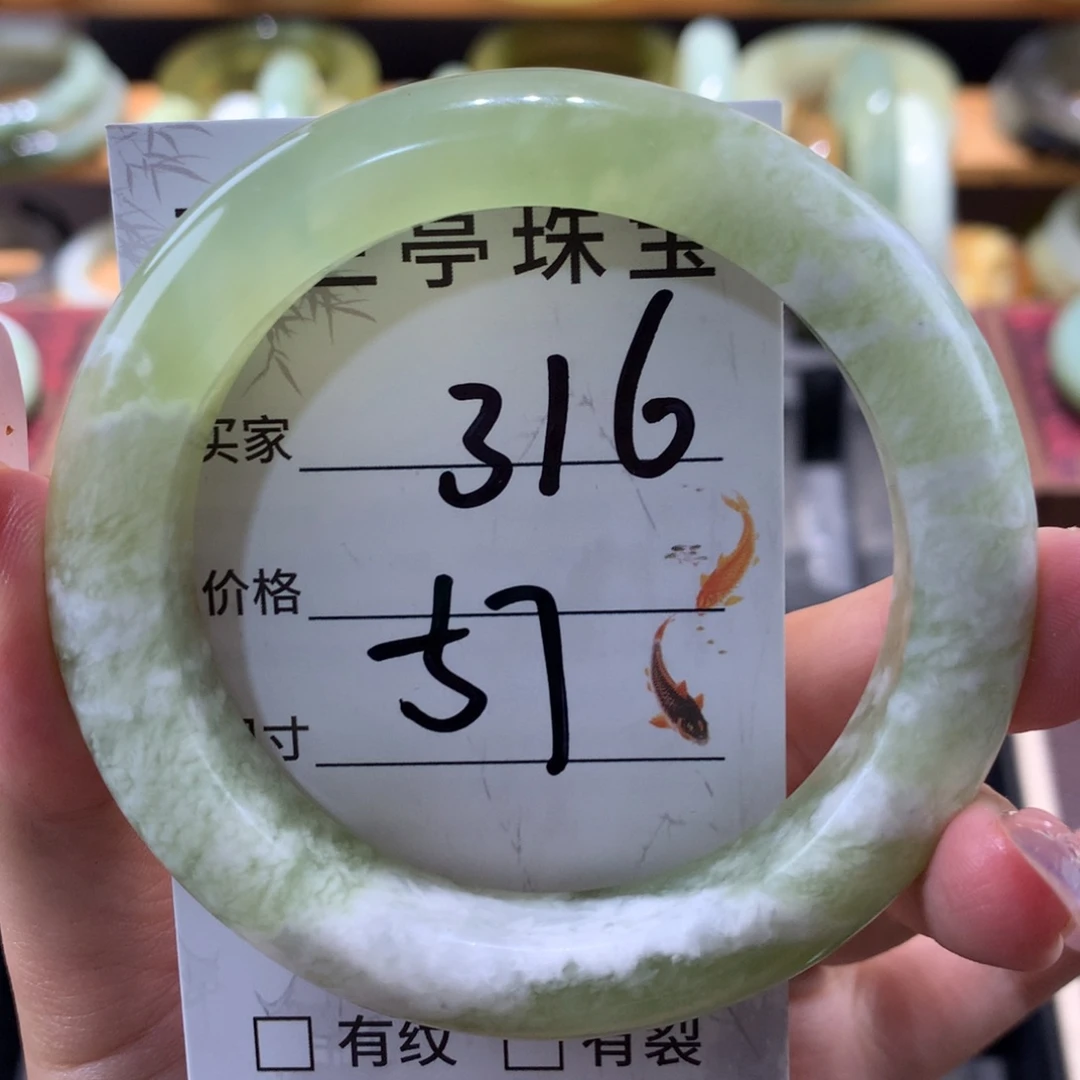 亭珠宝
买家 316
价格 57
寸
有纹 有裂